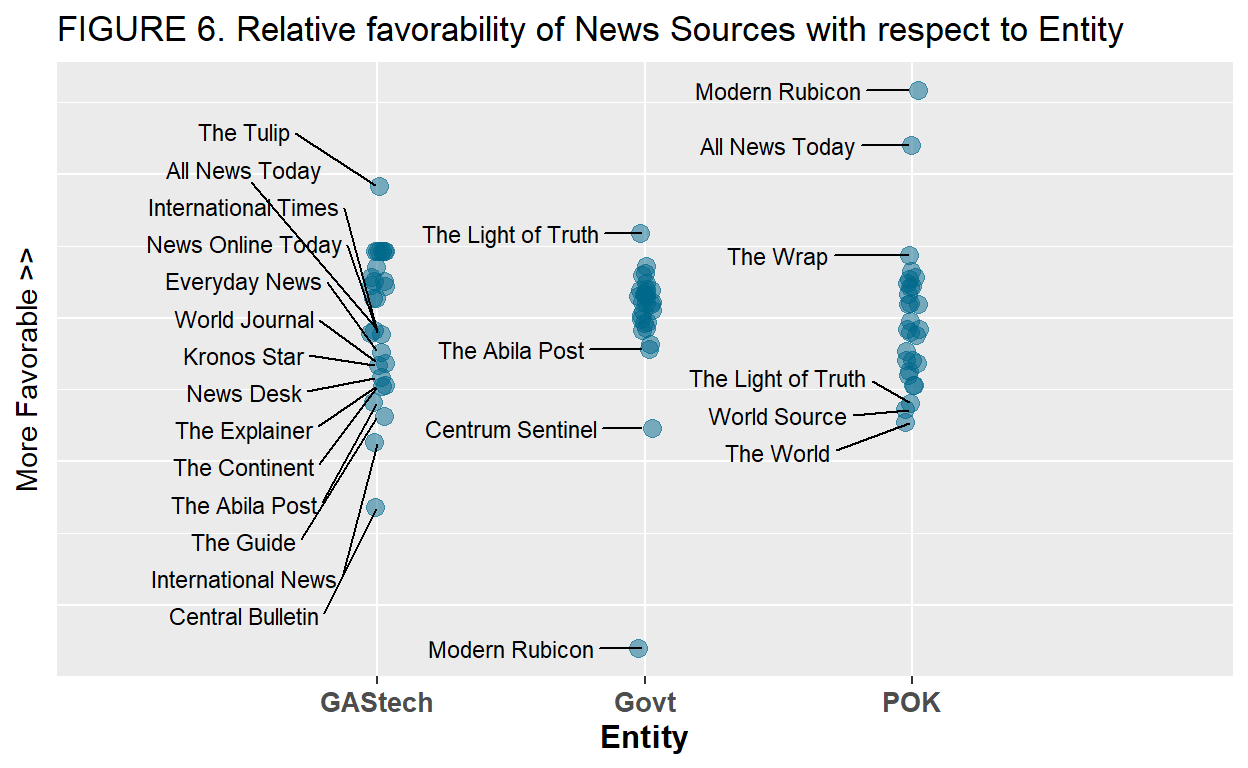 FIGURE 6. Relative favorability of News Sources with respect to Entity
More Favorable >>
The Tulip
All News Today
International Times
News Online Today
Everyday News
World Journal
Kronos Star
News Desk
The Explainer
The Continent
The Abila Post
The Guide
International News
Central Bulletin
The Light of Truth
The Abila Post
Centrum Sentinel
Modern Rubicon
Modern Rubicon
All News Today
The Wrap
The Light of Truth
World Source
The World
GAStech
Govt
POK
Entity